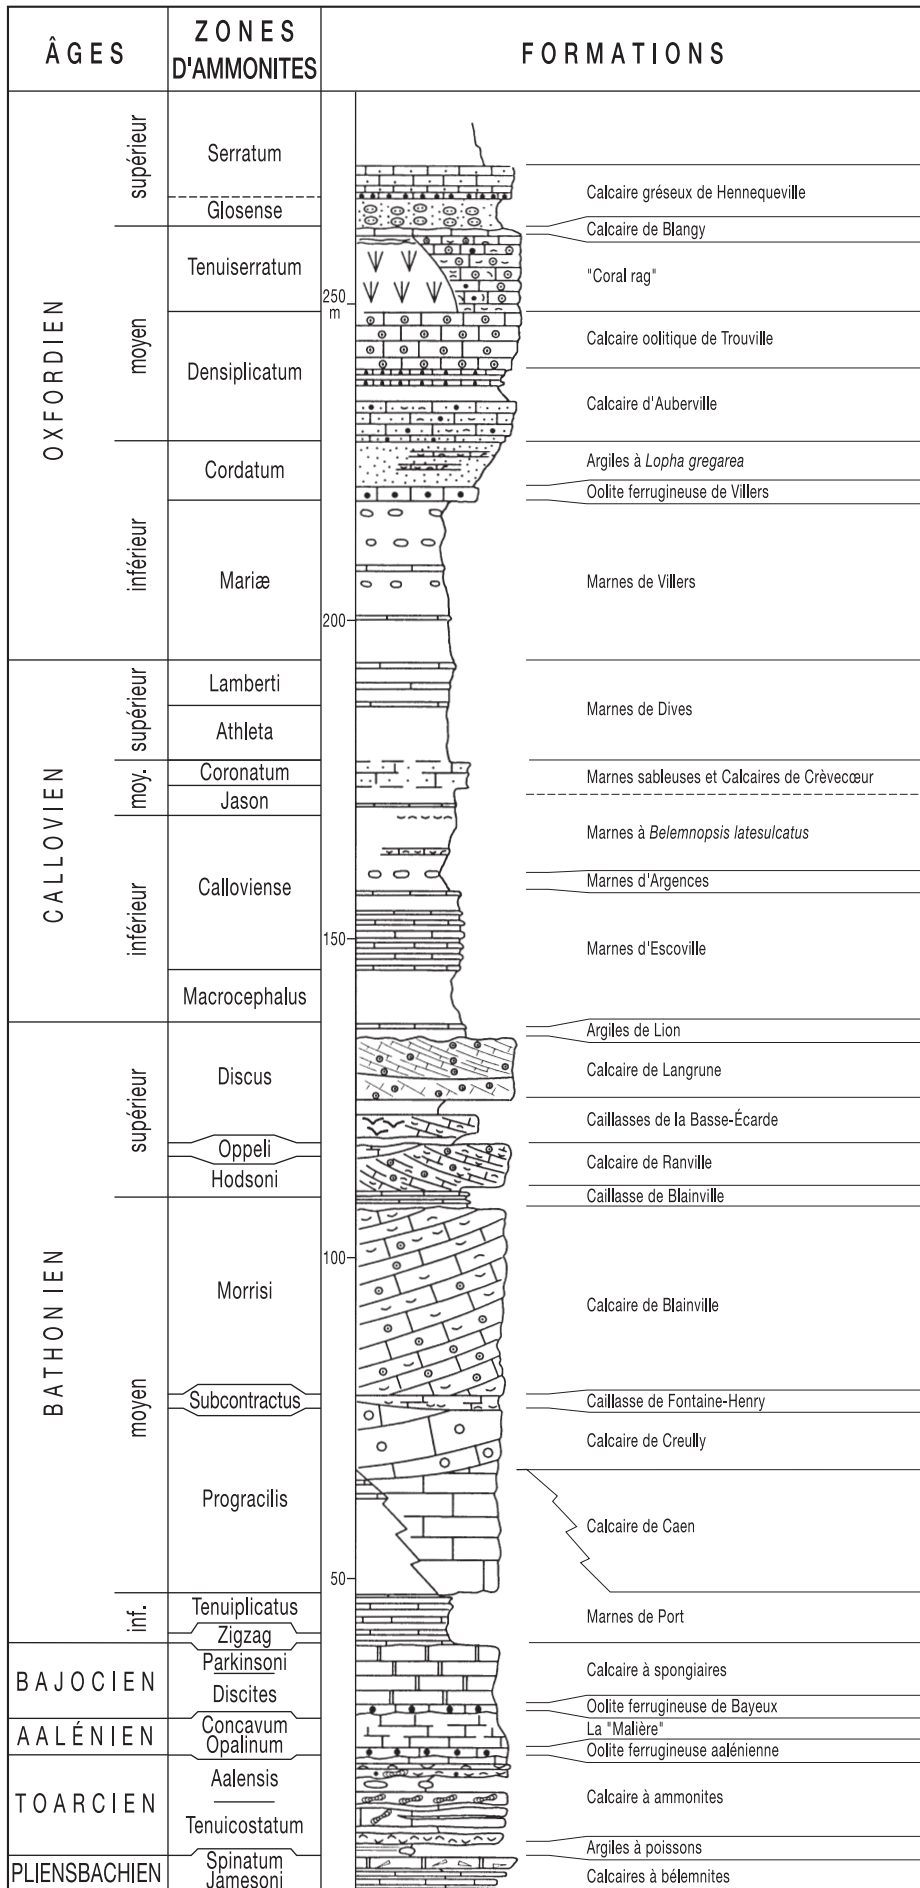 ÂGES
ZONES
D'AMMONITES
FORMATIONS
OXFORDIEN
supérieur
moyen
inférieur
CALLOVIEN
supérieur
moy.
inférieur
BATHONIEN
supérieur
moyen
inf.
BAJOCIEN
AALÉNIEN
TOARCIEN
PLIENSBACHIEN
Serratum
Glosense
Tenuiserratum
Densiplicatum
Cordatum
Mariæ
Lamberti
Athleta
Coronatum
Jason
Calloviense
Macrocephalus
Discus
Oppeli
Hodsoni
Morrisi
Subcontractus
Progracilis
Tenuiplicatus
Zigzag
Parkinsoni
Discites
Concavum
Opalinum
Aalensis
Tenuicostatum
Spinatum
Jamesoni
250
m
200
150
100
50
Calcaire gréseux de Hennequeville
Calcaire de Blangy
"Coral rag"
Calcaire oolitique de Trouville
Calcaire d'Auberville
Argiles à Lopha gregarea
Oolite ferrugineuse de Villers
Marnes de Villers
Marnes de Dives
Marnes sableuses et Calcaires de Crèvecœur
Marnes à Belemnopsis latesulcatus
Marnes d'Argences
Marnes d'Escoville
Argiles de Lion
Calcaire de Langrune
Caillasses de la Basse-Écarde
Calcaire de Ranville
Caillasse de Blainville
Calcaire de Blainville
Caillasse de Fontaine-Henry
Calcaire de Creully
Calcaire de Caen
Marnes de Port
Calcaire à spongiaires
Oolite ferrugineuse de Bayeux
La "Malière"
Oolite ferrugineuse aalénienne
Calcaire à ammonites
Argiles à poissons
Calcaires à bélemnites